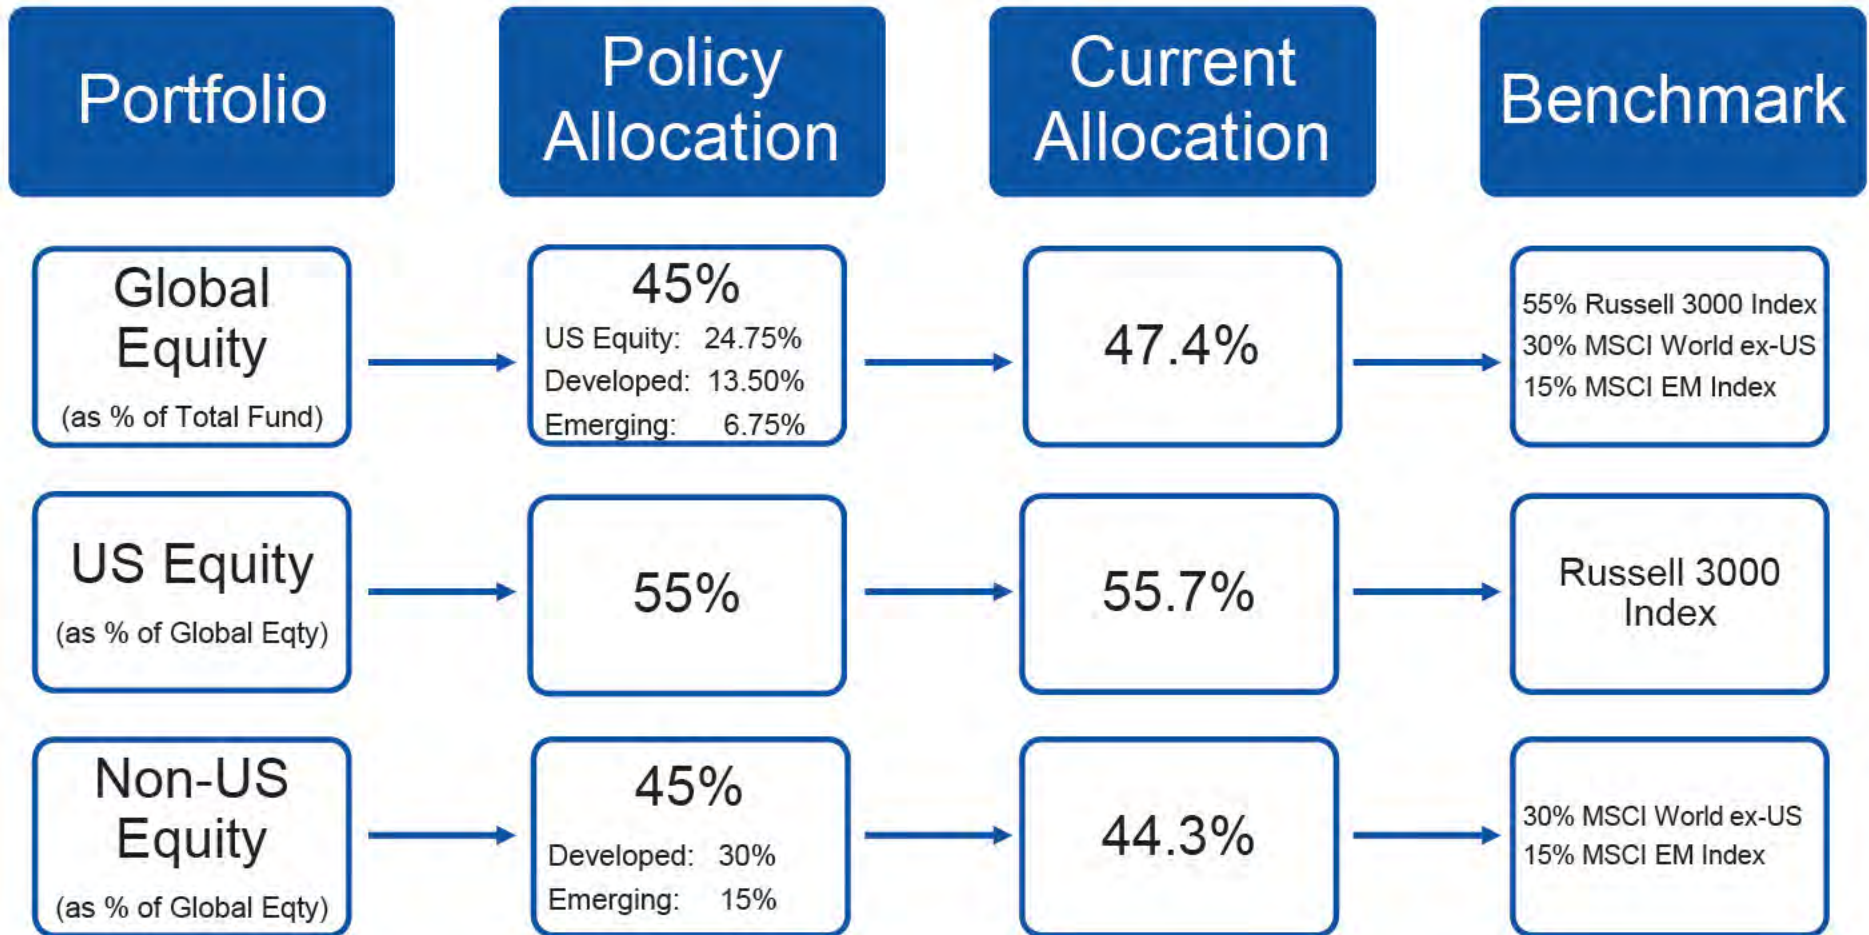 Portfolio
Policy
Allocation
Current
Allocation
Benchmark
Global
Equity
(as % of Total Fund)
45%
US Equity: 24.75%
Developed: 13.50%
Emerging: 6.75%
47.4%
55% Russell 3000 Index
30% MSCI World ex-US
15% MSCI EM Index
US Equity
(as % of Global Eqty)
55%
55.7%
Russell 3000
Index
Non-US
Equity
(as % of Global Eqty)
45%
Developed: 30%
Emerging: 15%
44.3%
30% MSCI World ex-US
15% MSCI EM Index